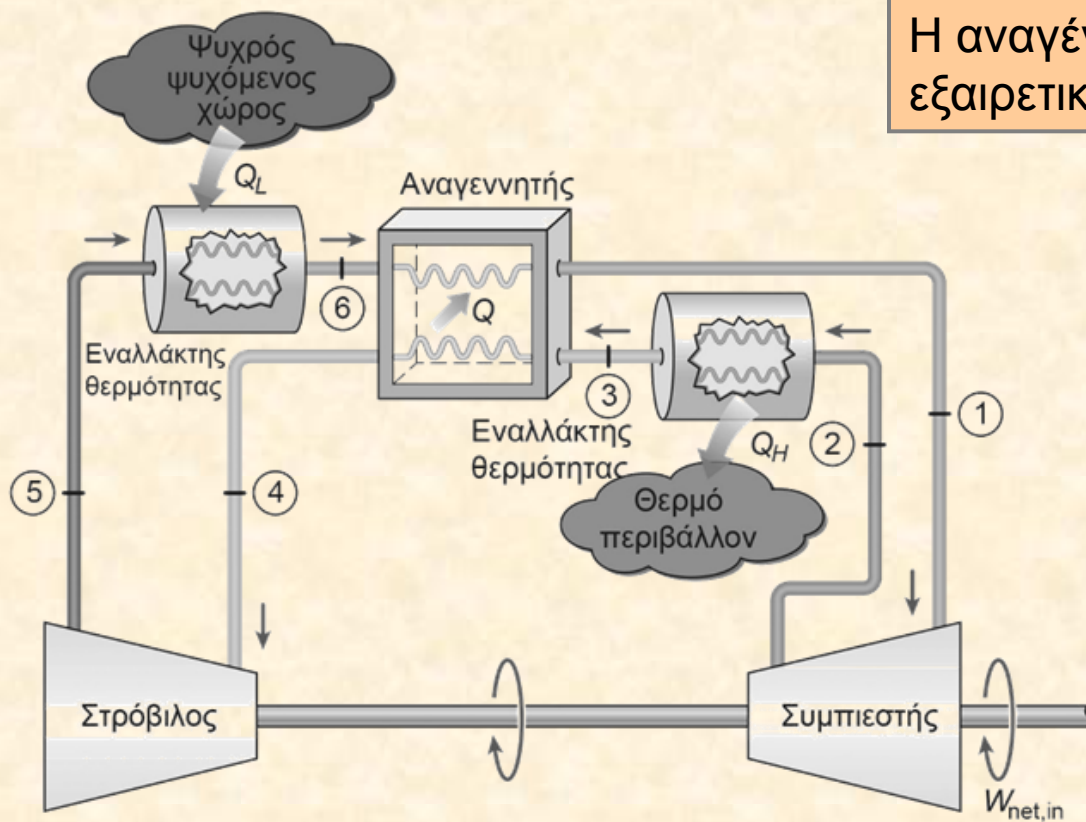 Η αναγέν
εξαιρετικ
Ψυχρός
ψυχόμενος
χώρος
Q_L
Αναγεννητής
6
Q
Εναλλάκτης
θερμότητας
3
Εναλλάκτης
θερμότητας
Q_H
2
1
5
4
Θερμό
περιβάλλον
Στρόβιλος
Συμπιεστής
W_net,in